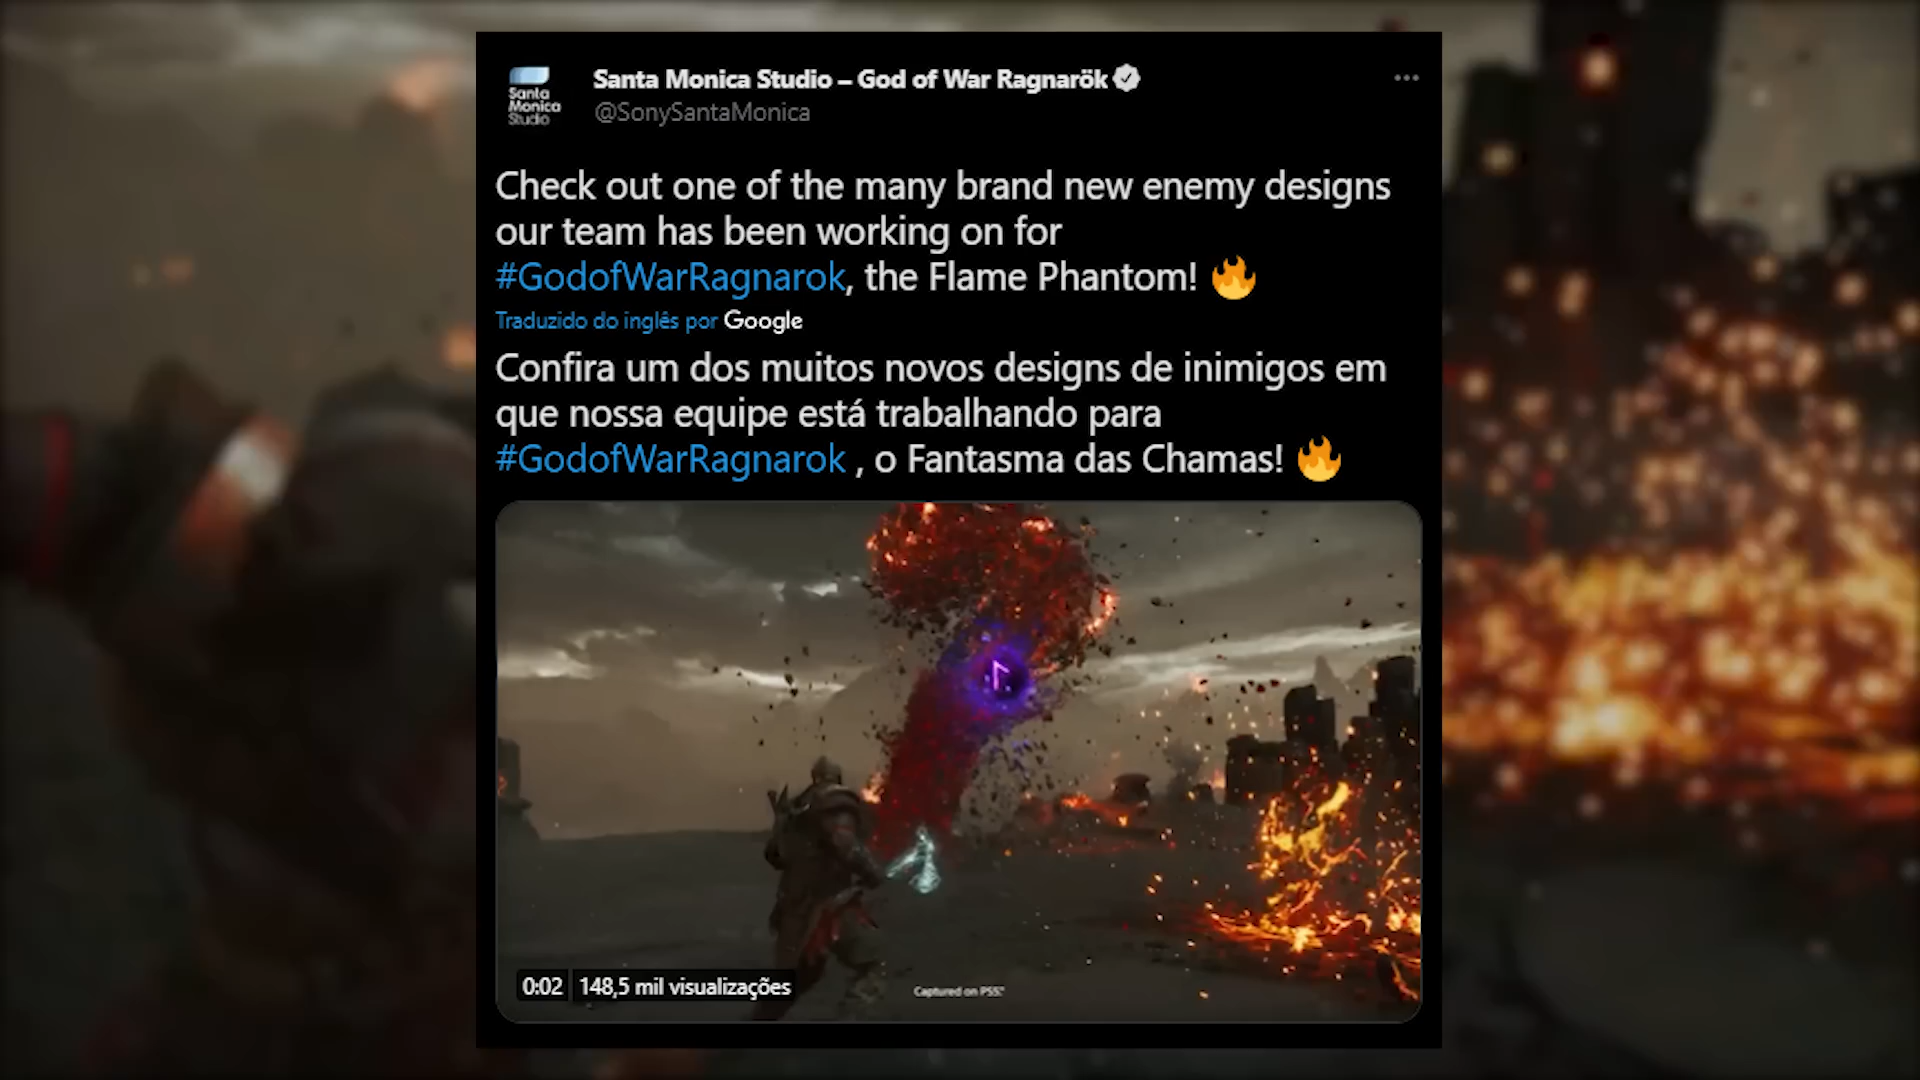 Santa Monica Studio – God of War Ragnarök
@SonySantaMonica
Santa
Monica
Studio
Check out one of the many brand new enemy designs
our team has been working on for
#GodofWarRagnarok, the Flame Phantom! 🔥
Traduzido do inglês por Google
Confira um dos muitos novos designs de inimigos em
que nossa equipe está trabalhando para
#GodofWarRagnarok , o Fantasma das Chamas! 🔥
0:02 148,5 mil visualizações
Captured on PS5™